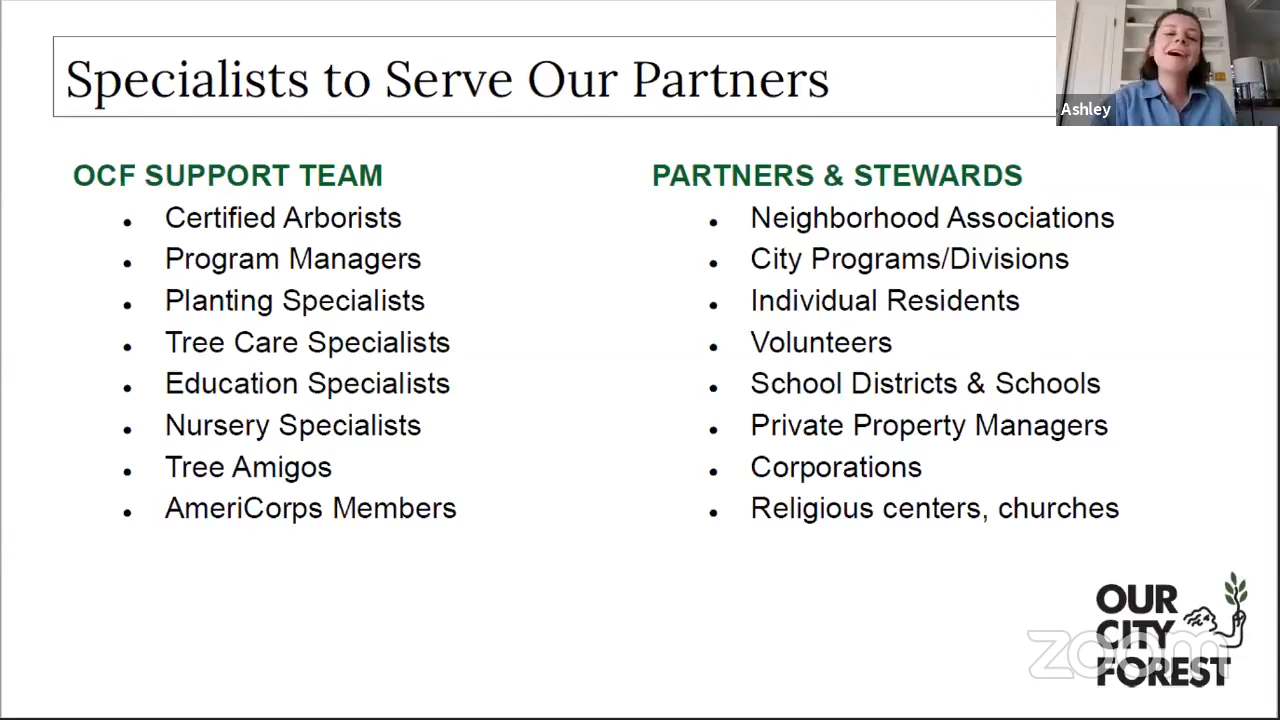 Specialists to Serve Our Partners
Ashley
OCF SUPPORT TEAM
Certified Arborists
Program Managers
Planting Specialists
Tree Care Specialists
Education Specialists
Nursery Specialists
Tree Amigos
AmeriCorps Members
PARTNERS & STEWARDS
Neighborhood Associations
City Programs/Divisions
Individual Residents
Volunteers
School Districts & Schools
Private Property Managers
Corporations
Religious centers, churches
OUR
CITY
FOREST
zoom